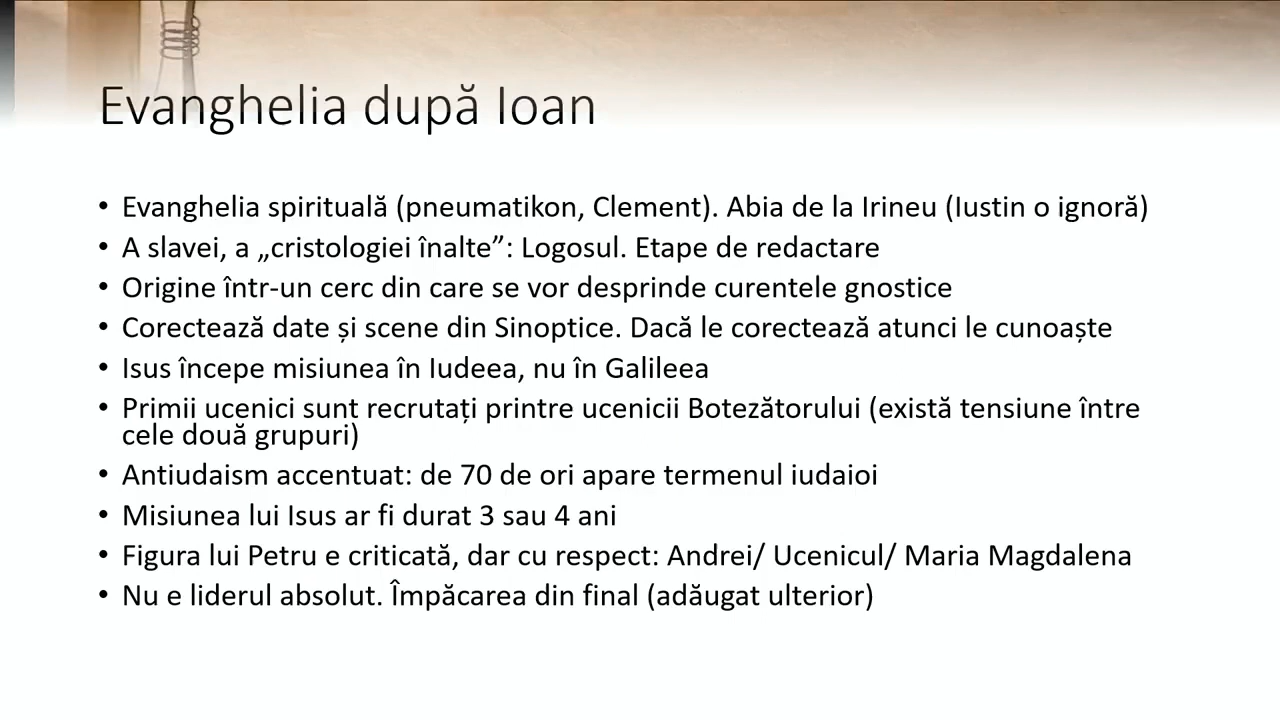 Evanghelia după Ioan
• Evanghelia spirituală (pneumatikon, Clement). Abia de la Irineu (Iustin o ignoră)
• A slavei, a „cristologiei înalte”: Logosul. Etape de redactare
• Origine într-un cerc din care se vor desprinde curentele gnostice
• Corectează date și scene din Sinoptice. Dacă le corectează atunci le cunoaște
• Isus începe misiunea în Iudeea, nu în Galileea
• Primii ucenici sunt recrutați printre ucenicii Botezătorului (există tensiune între
cele două grupuri)
• Antiudaism accentuat: de 70 de ori apare termenul iudaioi
• Misiunea lui Isus ar fi durat 3 sau 4 ani
• Figura lui Petru e criticată, dar cu respect: Andrei/ Ucenicul/ Maria Magdalena
• Nu e liderul absolut. Împăcarea din final (adăugat ulterior)